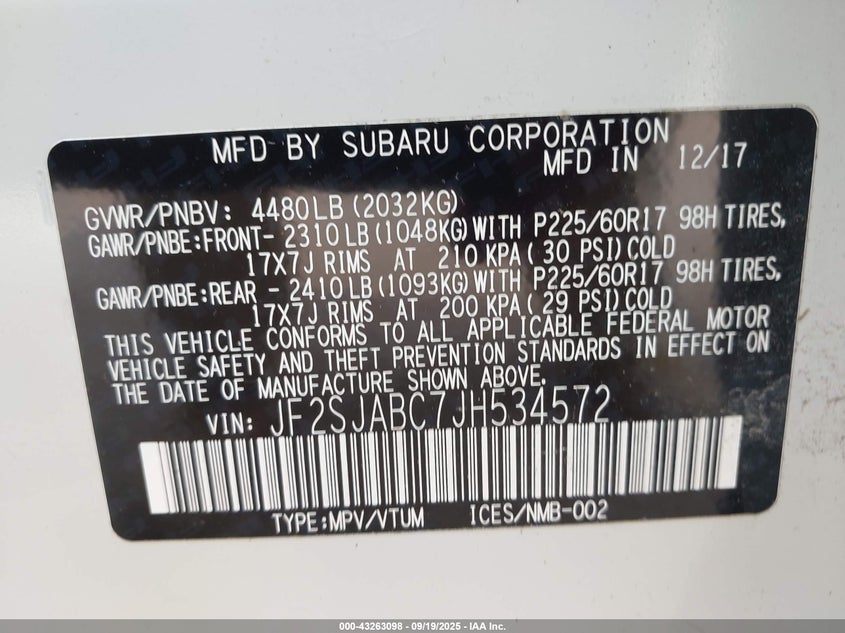 MFD BY SUBARU CORPORATION
MFD IN 12/17
GVWR/PNBV: 4480LB(2032KG)
GAWR/PNBE:FRONT- 2310LB(1048KG)WITH P225/60R17 98H TIRES,
17X7J RIMS AT 210 KPA(30 PSI)COLD
GAWR/PNBE:REAR - 2410LB(1093KG)WITH P225/60R17 98H TIRES,
17X7J RIMS AT 200 KPA(29 PSI)COLD
THIS VEHICLE CONFORMS TO ALL APPLICABLE FEDERAL MOTOR
VEHICLE SAFETY AND THEFT PREVENTION STANDARDS IN EFFECT ON
THE DATE OF MANUFACTURE SHOWN ABOVE.
VIN: JF2SJABC7JH534572
TYPE:MPV/VTUM ICES/NMB-002
000-43263098 - 09/19/2025 - IAA Inc.